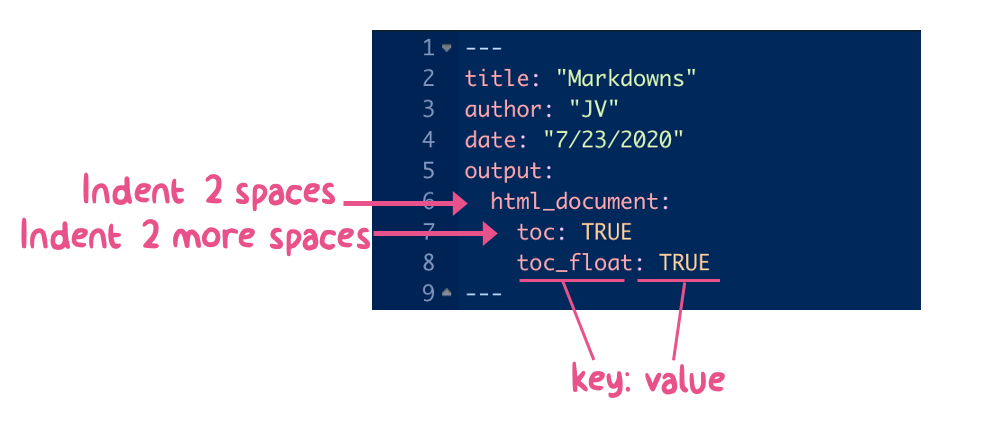 1 ---
2 title: "Markdowns"
3 author: "JV"
4 date: "7/23/2020"
5 output:
Indent 2 spaces
6   html_document:
Indent 2 more spaces
7     toc: TRUE
8     toc_float: TRUE
9 ---
key: value